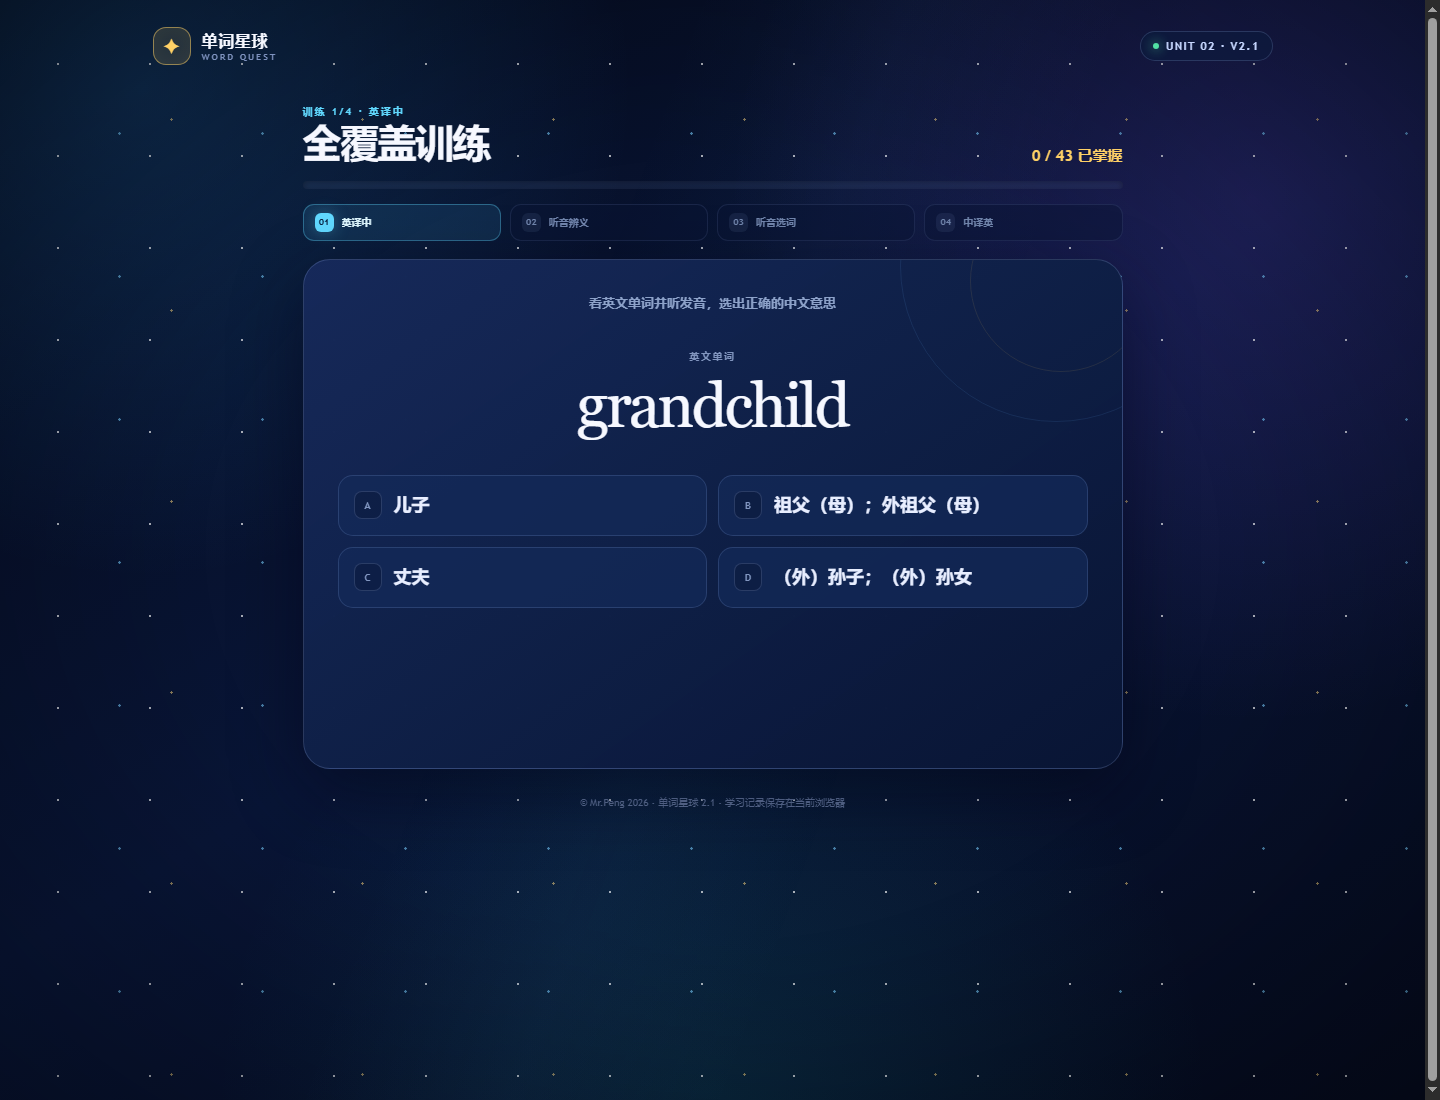 单词星球
WORD QUEST
UNIT 02 · V2.1
训练 1/4 · 英译中
全覆盖训练
0 / 43 已掌握
01 英译中
02 听音辨义
03 听音选词
04 中译英
看英文单词并听发音，选出正确的中文意思
英文单词
grandchild
A 儿子
B 祖父（母）；外祖父（母）
C 丈夫
D （外）孙子；（外）孙女
© Mr.Peng 2026 · 单词星球 2.1 · 学习记录保存在当前浏览器